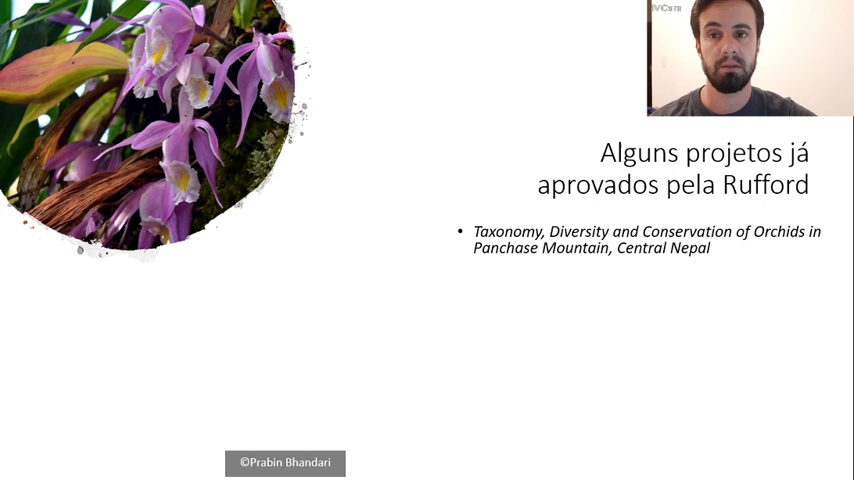 Alguns projetos já
aprovados pela Rufford
• Taxonomy, Diversity and Conservation of Orchids in
Panchase Mountain, Central Nepal
©Prabin Bhandari